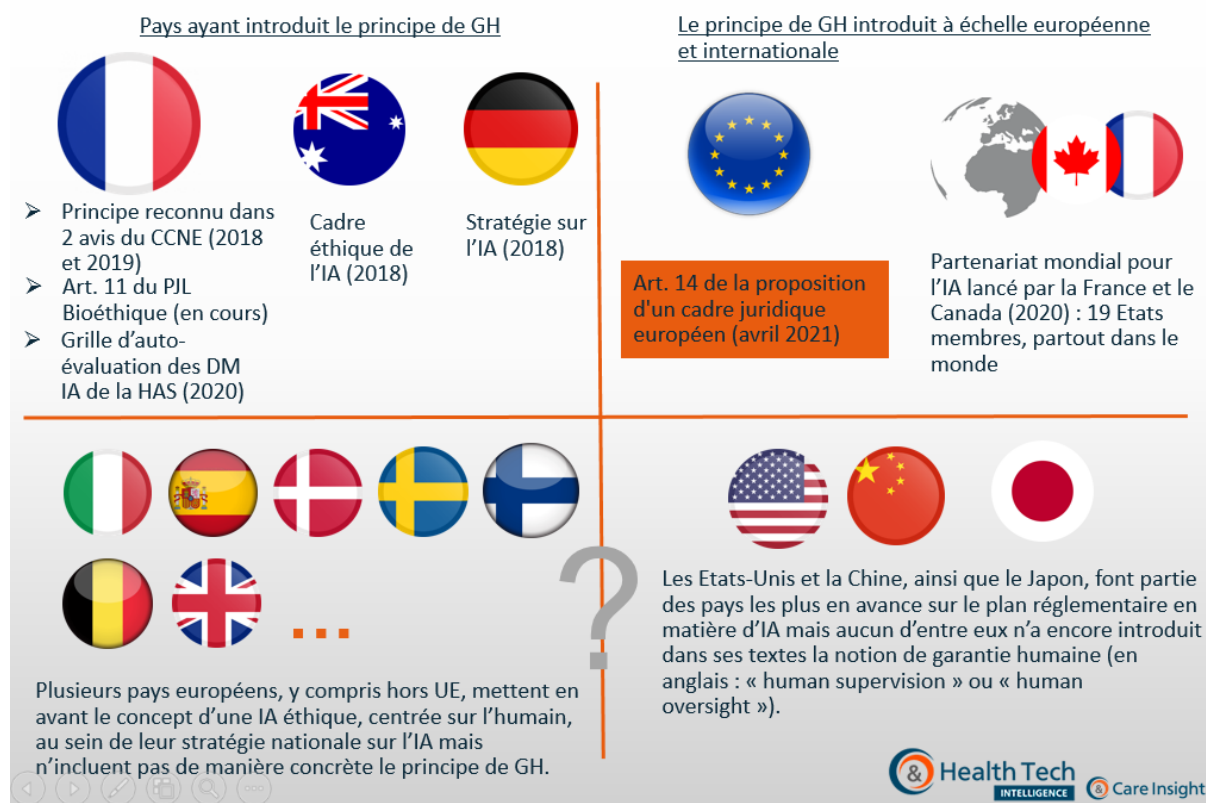 Pays ayant introduit le principe de GH
Le principe de GH introduit à échelle européenne
et internationale
➢ Principe reconnu dans
2 avis du CCNE (2018
et 2019)
➢ Art. 11 du PJL
Bioéthique (en cours)
➢ Grille d’auto-
évaluation des DM
IA de la HAS (2020)
Cadre
éthique de
l’IA (2018)
Stratégie sur
l’IA (2018)
Art. 14 de la proposition
d'un cadre juridique
européen (avril 2021)
Partenariat mondial pour
l’IA lancé par la France et le
Canada (2020) : 19 Etats
membres, partout dans le
monde
...
Plusieurs pays européens, y compris hors UE, mettent en
avant le concept d’une IA éthique, centrée sur l’humain,
au sein de leur stratégie nationale sur l’IA mais
n’incluent pas de manière concrète le principe de GH.
?
Les Etats-Unis et la Chine, ainsi que le Japon, font partie
des pays les plus en avance sur le plan réglementaire en
matière d’IA mais aucun d’entre eux n’a encore introduit
dans ses textes la notion de garantie humaine (en
anglais : « human supervision » ou « human
oversight »).
& Health Tech
INTELLIGENCE
& Care Insight